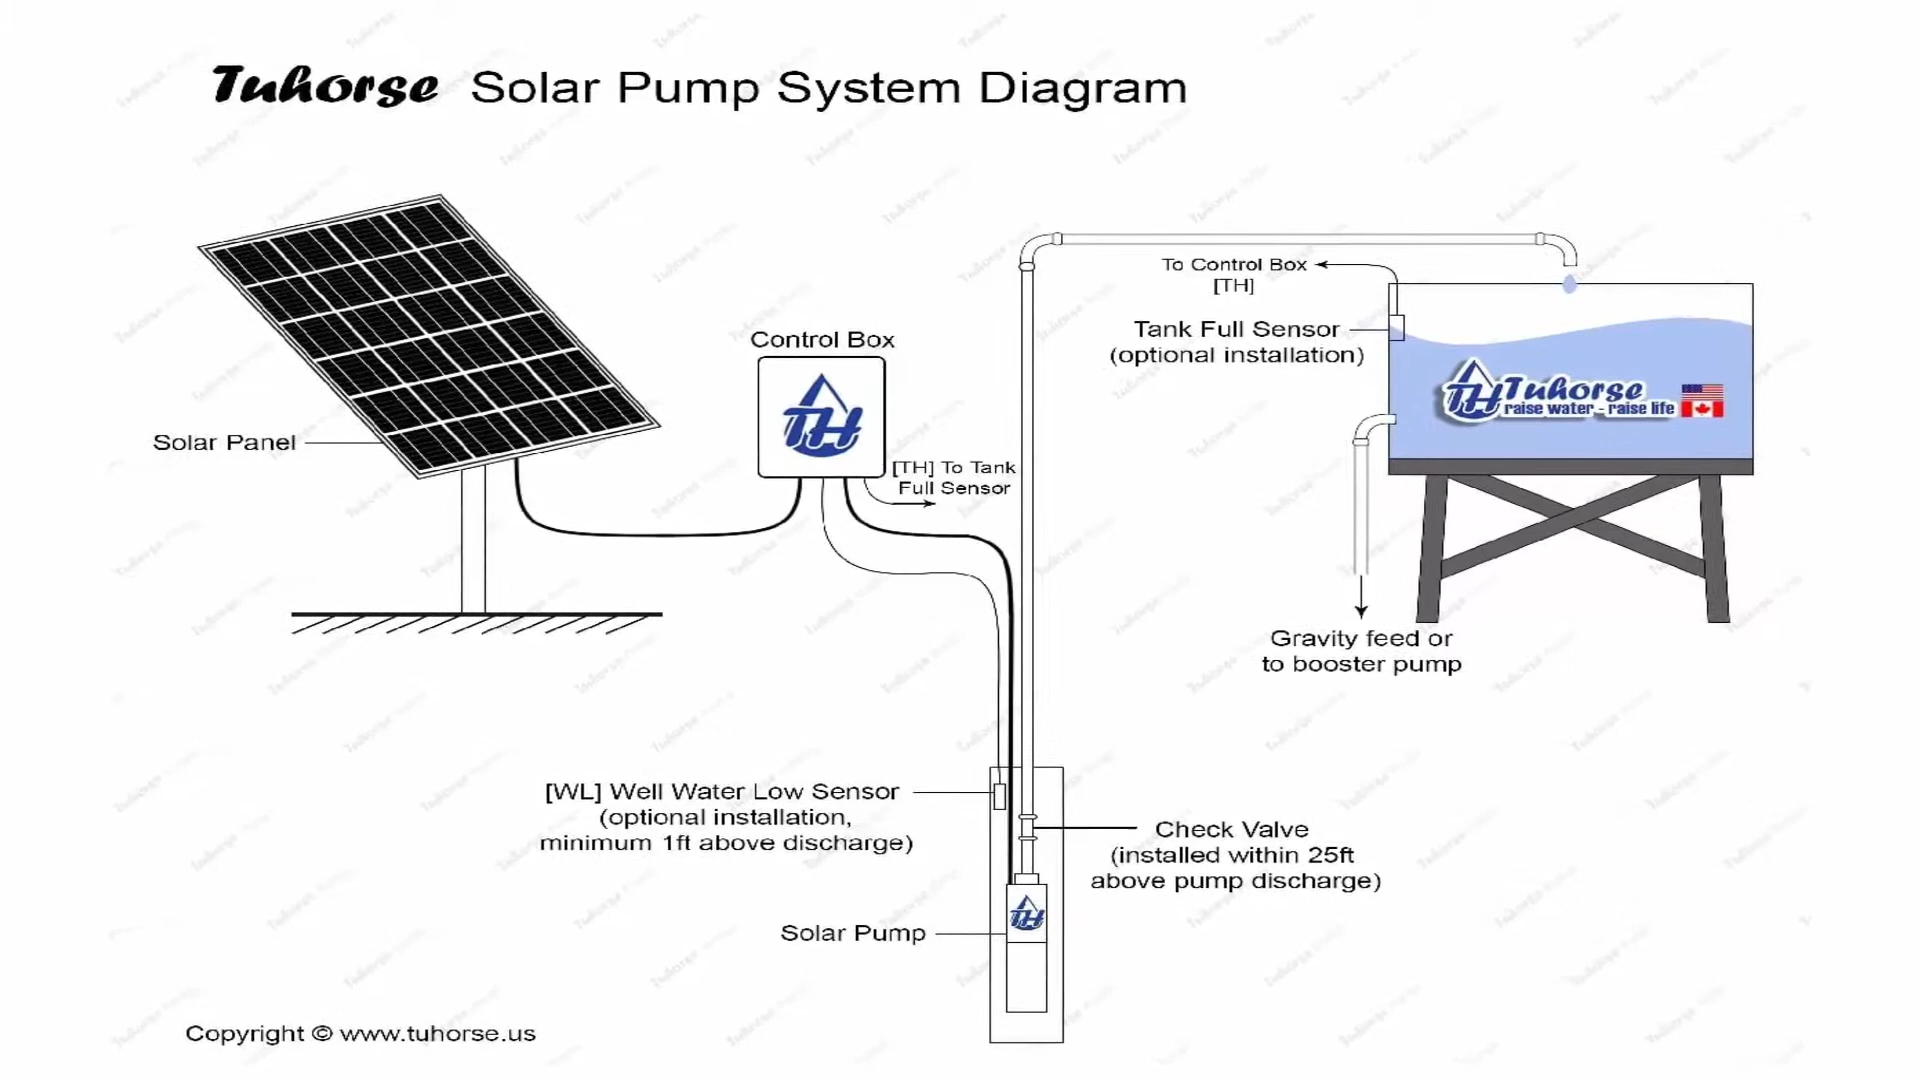 Tuhorse Solar Pump System Diagram
Solar Panel
Control Box
TH
[TH] To Tank
Full Sensor
To Control Box
[TH]
Tank Full Sensor
(optional installation)
TH Tuhorse
raise water - raise life
Gravity feed or
to booster pump
[WL] Well Water Low Sensor
(optional installation,
minimum 1ft above discharge)
Check Valve
(installed within 25ft
above pump discharge)
TH
Solar Pump
Copyright © www.tuhorse.us